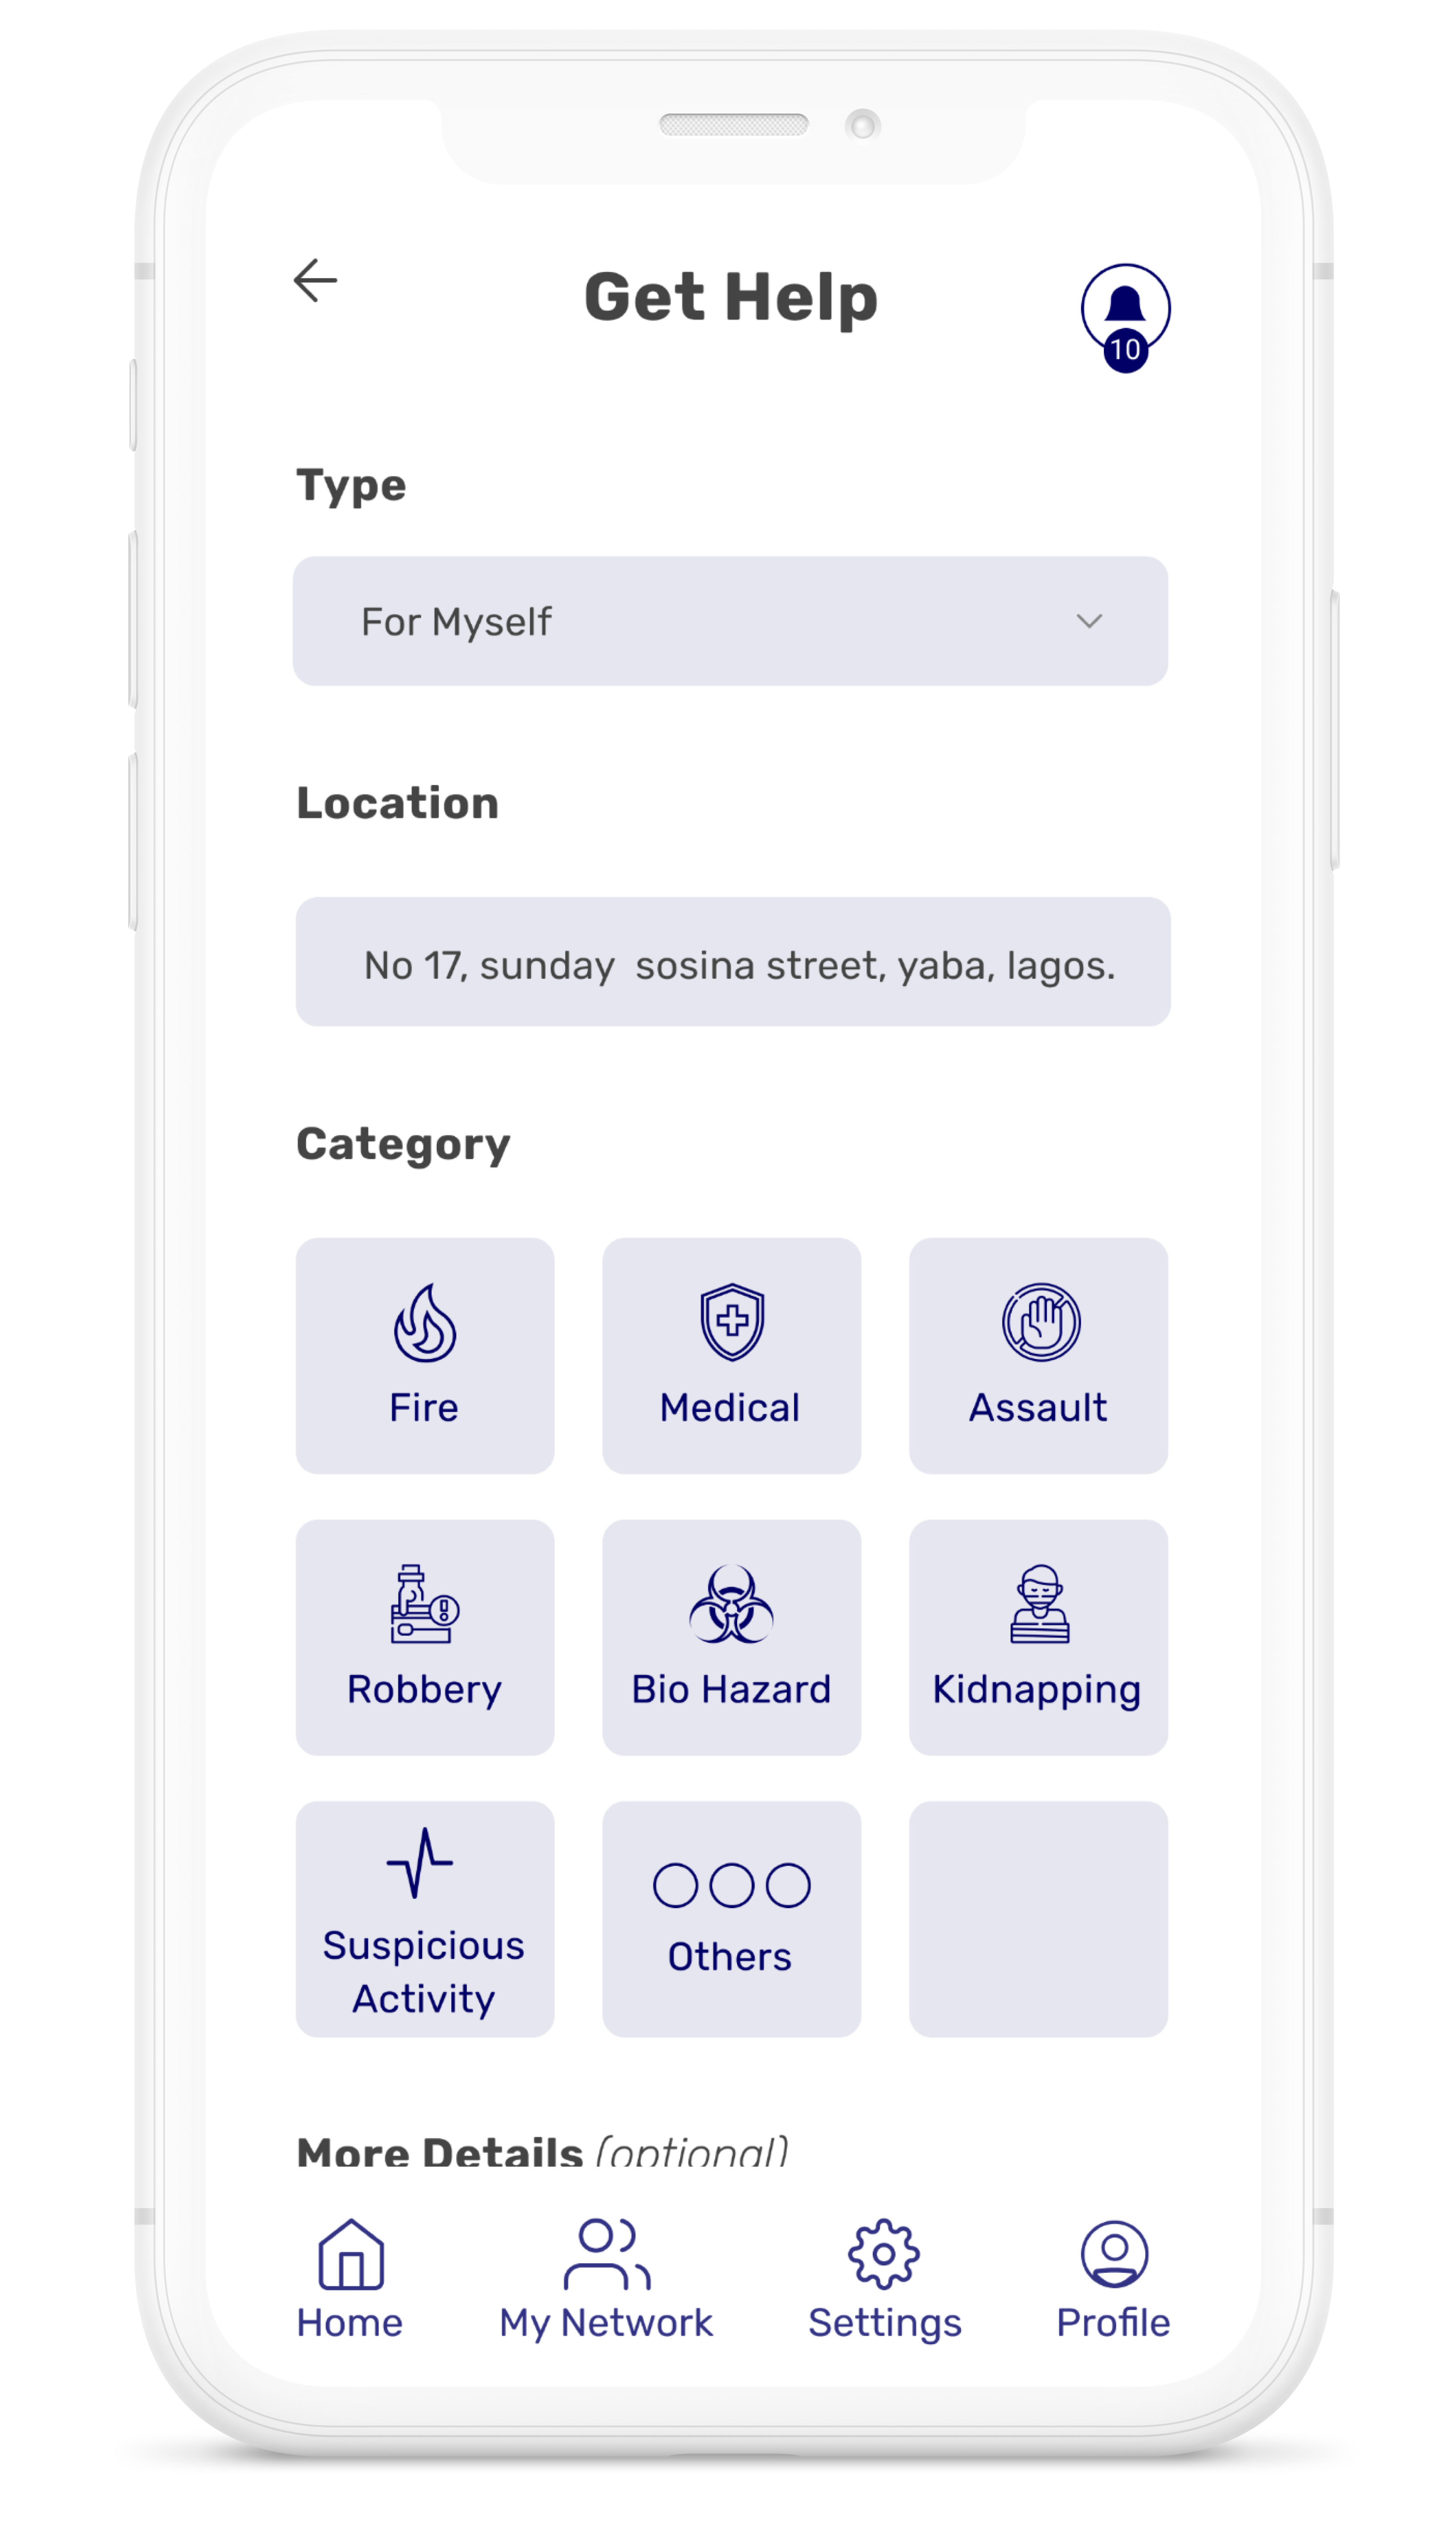 Get Help
10
Type
For Myself
Location
No 17, sunday  sosina street, yaba, lagos.
Category
Fire
Medical
Assault
Robbery
Bio Hazard
Kidnapping
Suspicious
Activity
Others
More Details (optional)
Home
My Network
Settings
Profile